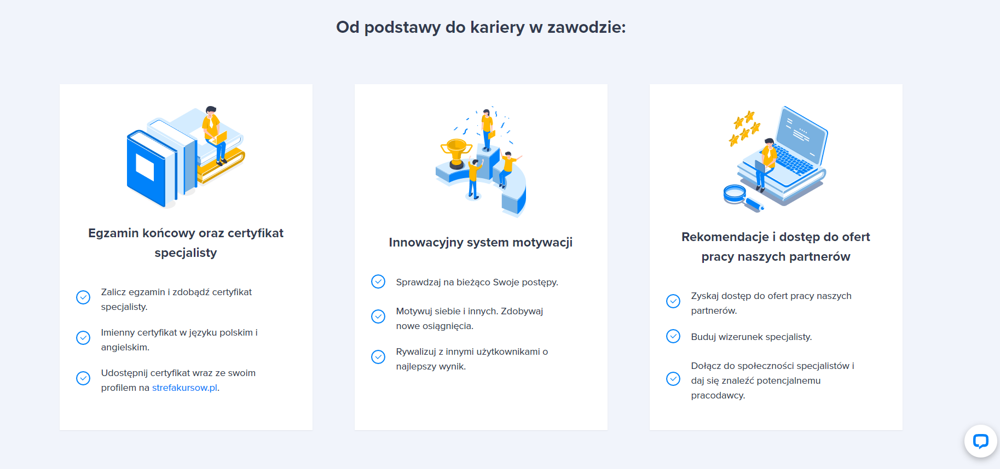 Od podstawy do kariery w zawodzie:
Egzamin końcowy oraz certyfikat
specjalisty
Zalicz egzamin i zdobądź certyfikat
specjalisty.
Imienny certyfikat w języku polskim i
angielskim.
Udostępnij certyfikat wraz ze swoim
profilem na strefakursow.pl.
Innowacyjny system motywacji
Sprawdzaj na bieżąco Swoje postępy.
Motywuj siebie i innych. Zdobywaj
nowe osiągnięcia.
Rywalizuj z innymi użytkownikami o
najlepszy wynik.
Rekomendacje i dostęp do ofert
pracy naszych partnerów
Zyskaj dostęp do ofert pracy naszych
partnerów.
Buduj wizerunek specjalisty.
Dołącz do społeczności specjalistów i
daj się znaleźć potencjalnemu
pracodawcy.